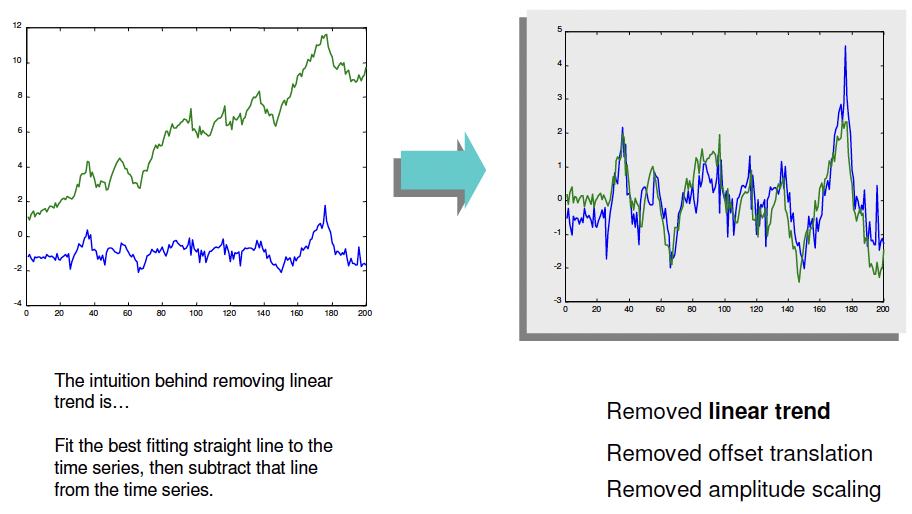 12
10
8
6
4
2
0
-2
-4
0 20 40 60 80 100 120 140 160 180 200
5
4
3
2
1
0
-1
-2
-3
0 20 40 60 80 100 120 140 160 180 200
The intuition behind removing linear
trend is…
Fit the best fitting straight line to the
time series, then subtract that line
from the time series.
Removed linear trend
Removed offset translation
Removed amplitude scaling